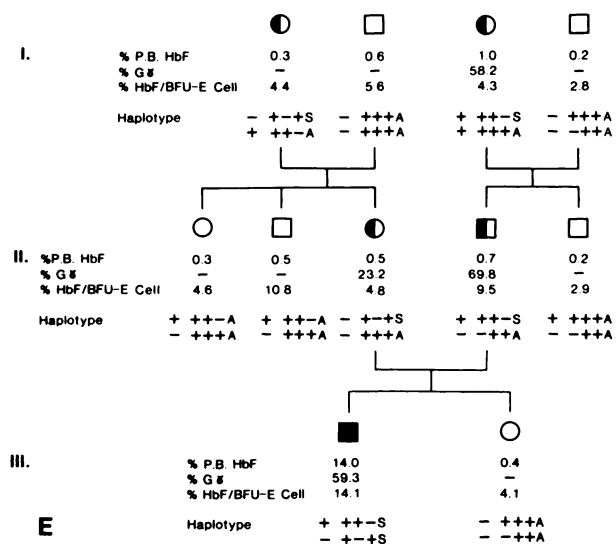 I.
% P.B. HbF 0.3 0.6 1.0 0.2
% Gɣ – – 58.2 –
% HbF/BFU-E Cell 4.4 5.6 4.3 2.8
Haplotype – +–+S – +++A + ++–S – +++A
+ ++–A – +++A + +++A – –++A
II.
%P.B. HbF 0.3 0.5 0.5 0.7 0.2
% Gɣ – – 23.2 69.8 –
% HbF/BFU-E Cell 4.6 10.8 4.8 9.5 2.9
Haplotype + ++–A + ++–A – +–+S + ++–S + +++A
– +++A – +++A – +++A – –++A – –++A
III.
% P.B. HbF 14.0 0.4
% Gɣ 59.3 –
% HbF/BFU-E Cell 14.1 4.1
E
Haplotype + ++–S – +++A
– +–+S – –++A